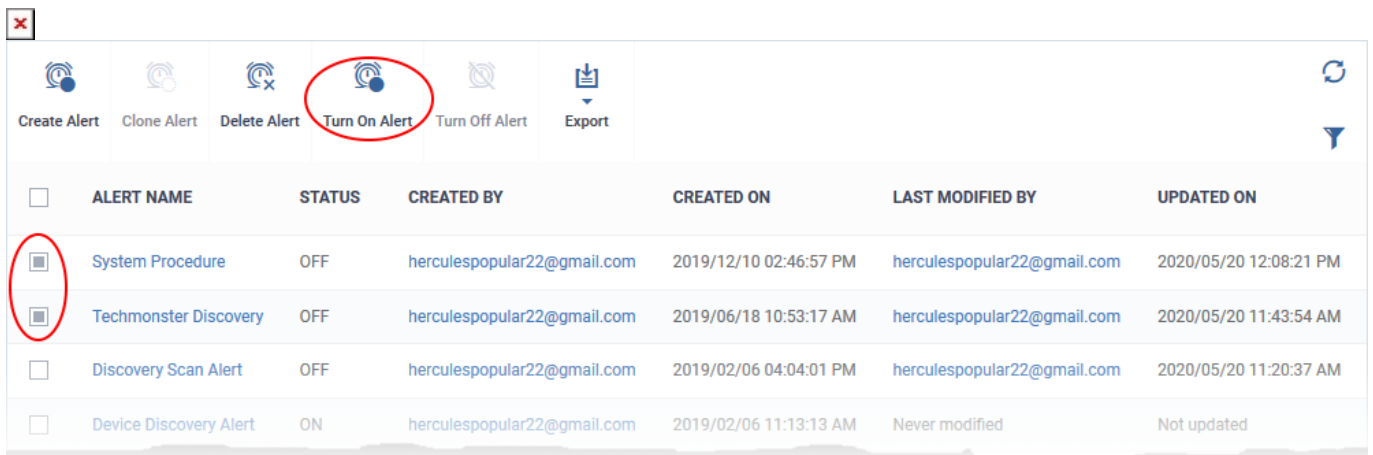 Create Alert Clone Alert Delete Alert Turn On Alert Turn Off Alert Export
ALERT NAME STATUS CREATED BY CREATED ON LAST MODIFIED BY UPDATED ON
System Procedure OFF herculespopular22@gmail.com 2019/12/10 02:46:57 PM herculespopular22@gmail.com 2020/05/20 12:08:21 PM
Techmonster Discovery OFF herculespopular22@gmail.com 2019/06/18 10:53:17 AM herculespopular22@gmail.com 2020/05/20 11:43:54 AM
Discovery Scan Alert OFF herculespopular22@gmail.com 2019/02/06 04:04:01 PM herculespopular22@gmail.com 2020/05/20 11:20:37 AM
Device Discovery Alert ON herculespopular22@gmail.com 2019/02/06 11:13:13 AM Never modified Not updated